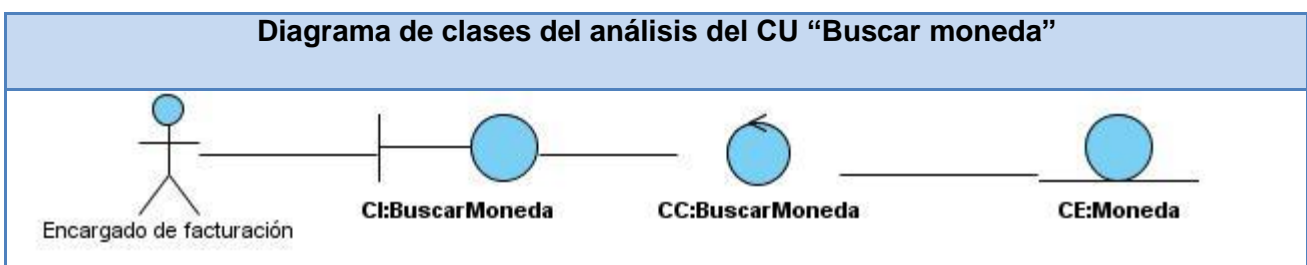 Diagrama de clases del análisis del CU “Buscar moneda”
CI:BuscarMoneda CC:BuscarMoneda CE:Moneda
Encargado de facturación